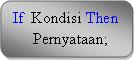 If Kondisi Then
Pernyataan;